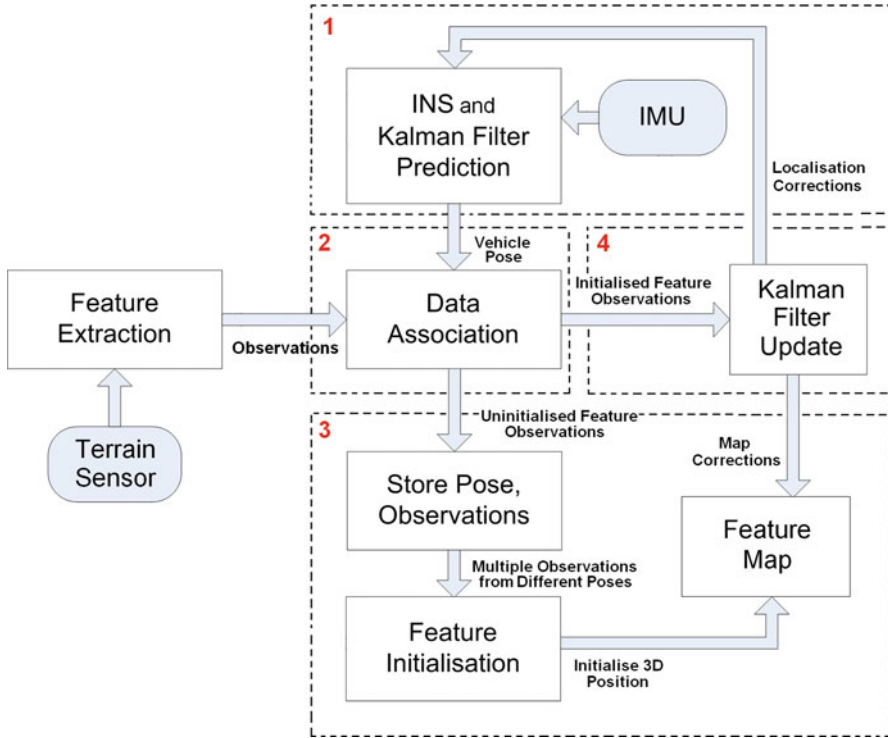 1
INS and
Kalman Filter
Prediction
IMU
Localisation
Corrections
2
Vehicle
Pose
4
Feature
Extraction
Observations
Data
Association
Initialised Feature
Observations
Kalman
Filter
Update
Terrain
Sensor
3
Uninitialised Feature
Observations
Map
Corrections
Store Pose,
Observations
Feature
Map
Multiple Observations
from Different Poses
Feature
Initialisation
Initialise 3D
Position